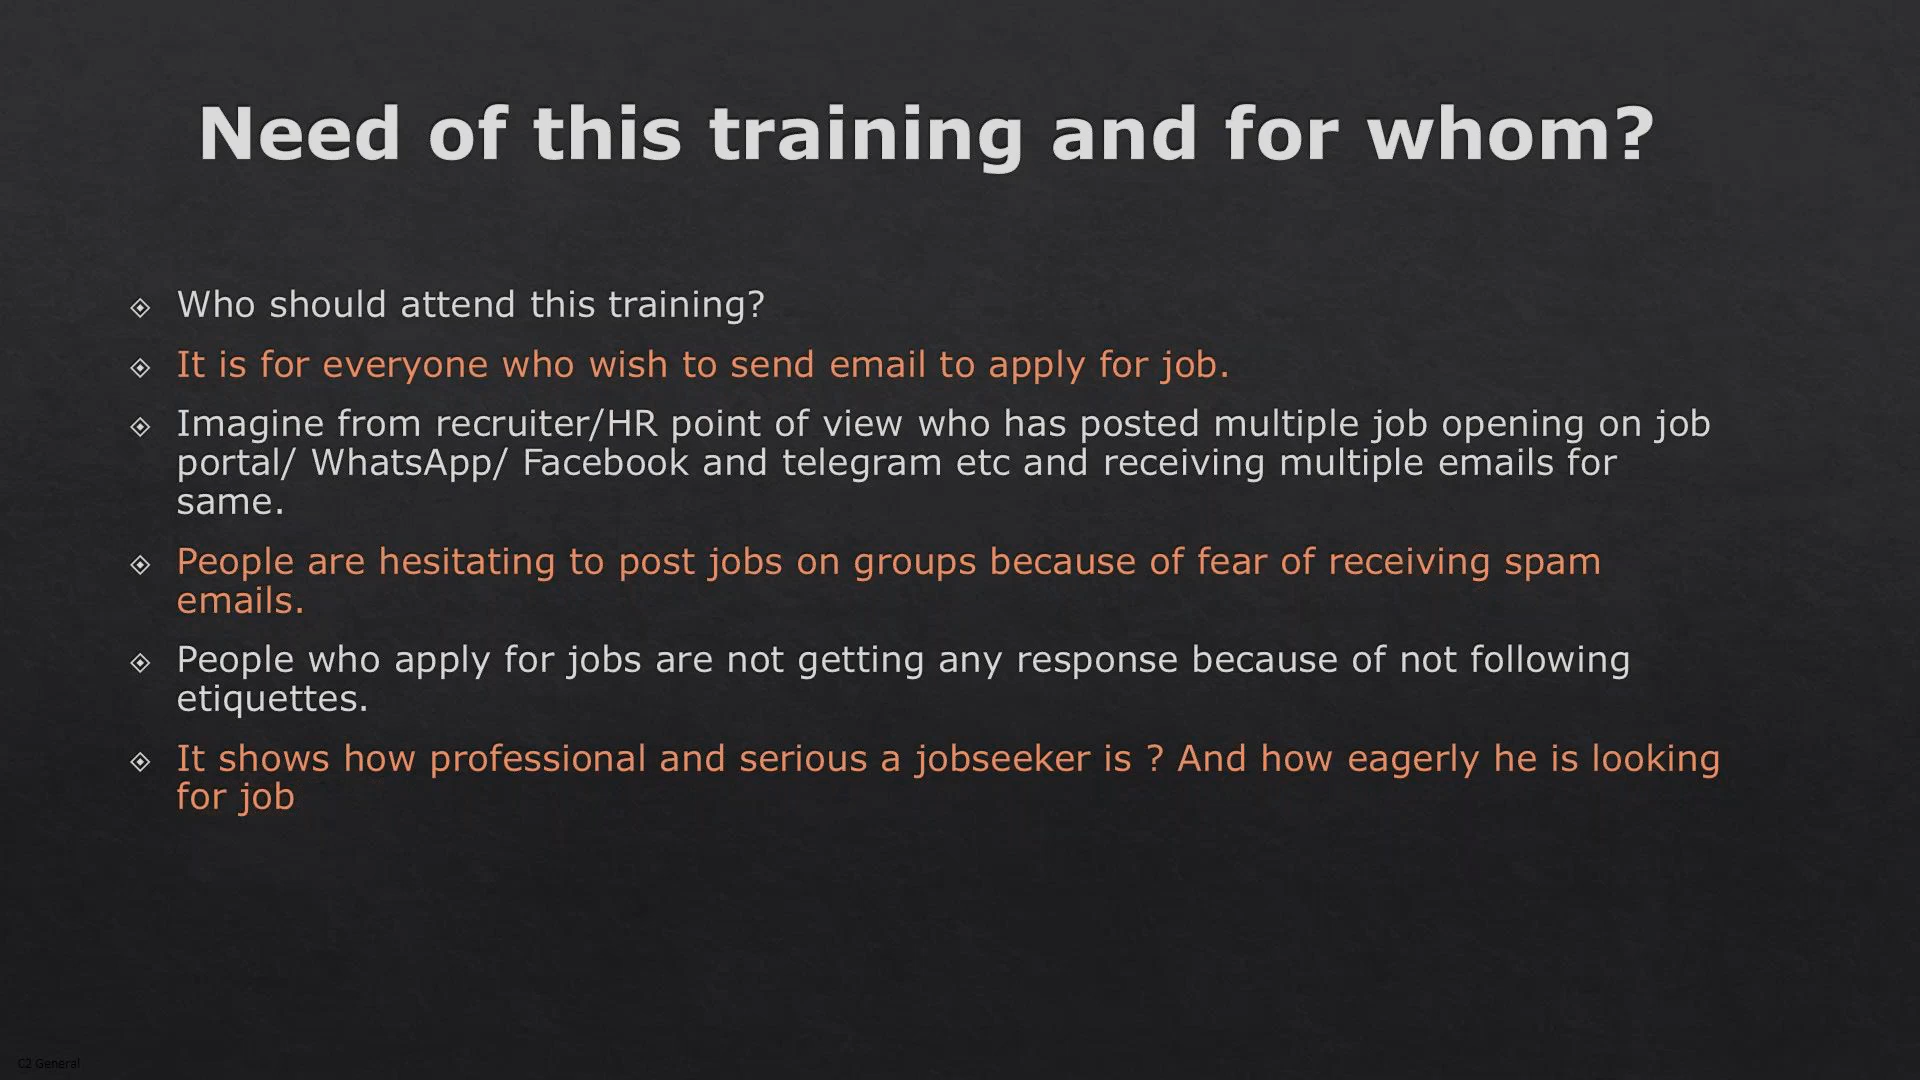 Need of this training and for whom?
Who should attend this training?
It is for everyone who wish to send email to apply for job.
Imagine from recruiter/HR point of view who has posted multiple job opening on job
portal/ WhatsApp/ Facebook and telegram etc and receiving multiple emails for
same.
People are hesitating to post jobs on groups because of fear of receiving spam
emails.
People who apply for jobs are not getting any response because of not following
etiquettes.
It shows how professional and serious a jobseeker is ? And how eagerly he is looking
for job
C2 General